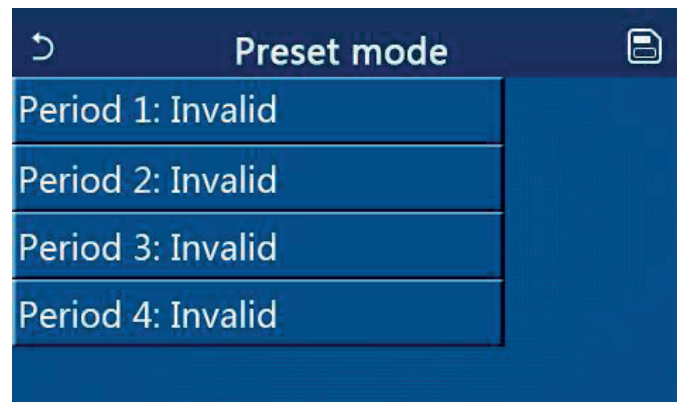 Preset mode
Period 1: Invalid
Period 2: Invalid
Period 3: Invalid
Period 4: Invalid